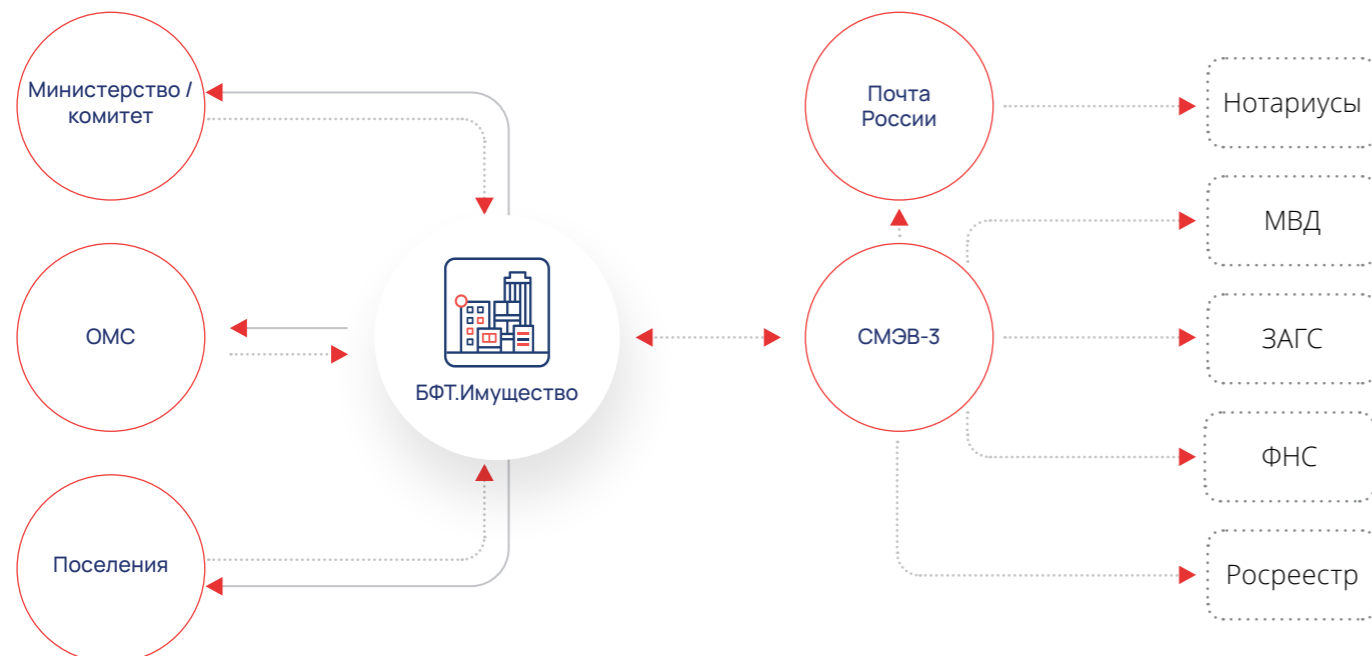 Министерство /
комитет
ОМС
Поселения
БФТ.Имущество
Почта
России
СМЭВ-3
Нотариусы
МВД
ЗАГС
ФНС
Росреестр